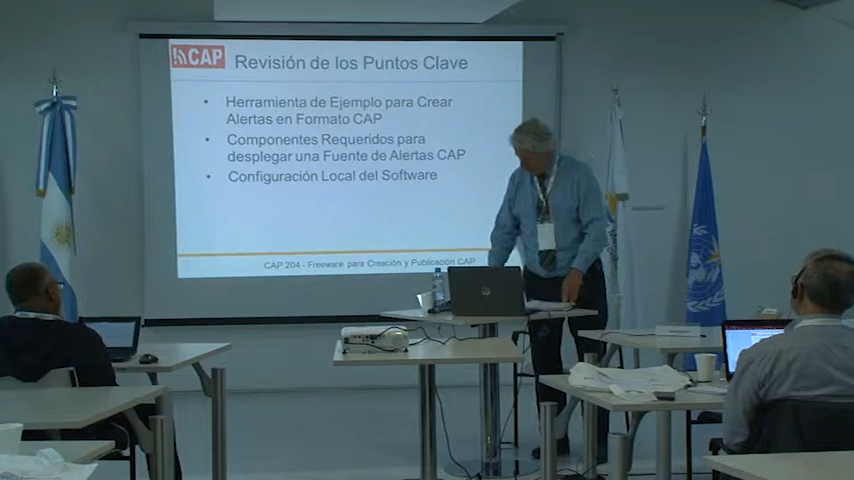 CAP
Revisión de los Puntos Clave
• Herramienta de Ejemplo para Crear
Alertas en Formato CAP
• Componentes Requeridos para
desplegar una Fuente de Alertas CAP
• Configuración Local del Software
CAP 204 - Freeware para Creación y Publicación CAP